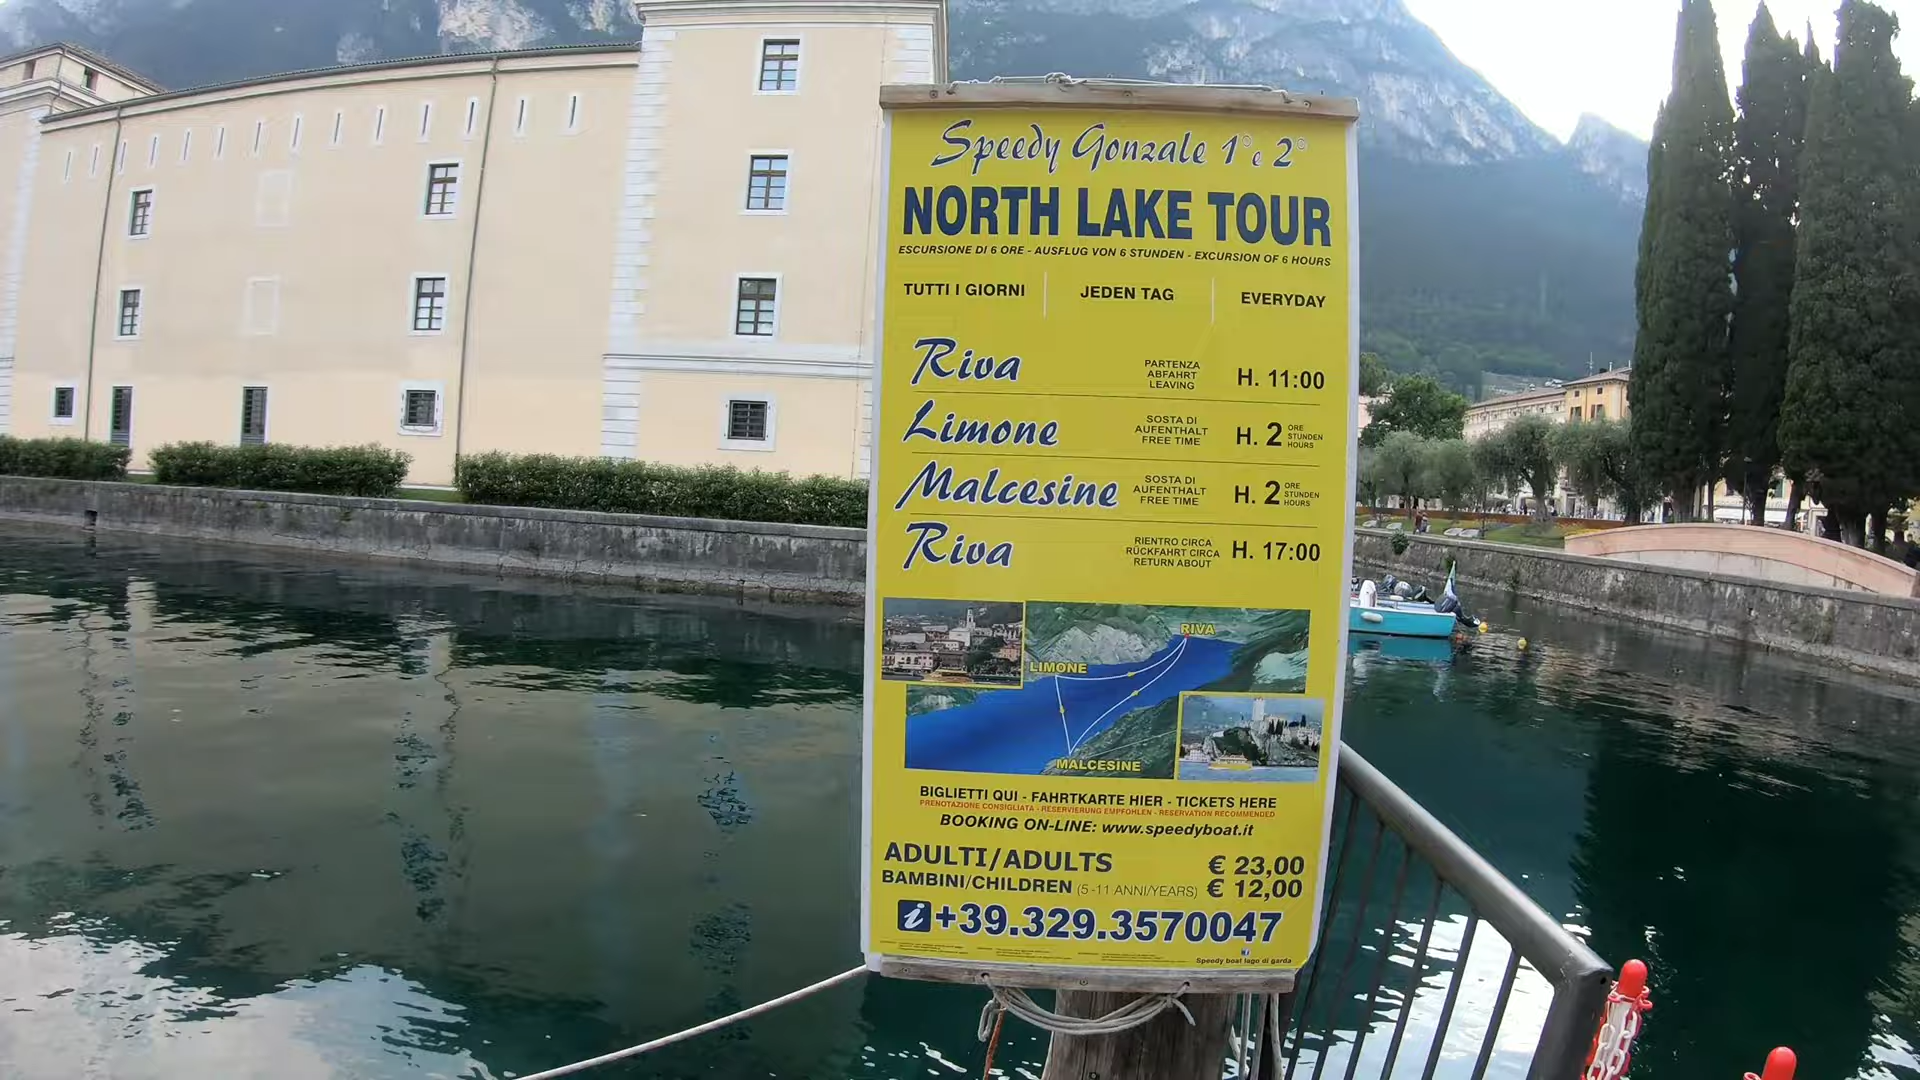 Speedy Gonzale 1° e 2°
NORTH LAKE TOUR
ESCURSIONE DI 6 ORE - AUSFLUG VON 6 STUNDEN - EXCURSION OF 6 HOURS
TUTTI I GIORNI JEDEN TAG EVERYDAY
Riva PARTENZA ABFAHRT LEAVING H. 11:00
Limone SOSTA DI AUFENTHALT FREE TIME H. 2 ORE STUNDEN HOURS
Malcesine SOSTA DI AUFENTHALT FREE TIME H. 2 ORE STUNDEN HOURS
Riva RIENTRO CIRCA RÜCKFAHRT CIRCA RETURN ABOUT H. 17:00
RIVA
LIMONE
MALCESINE
BIGLIETTI QUI - FAHRTKARTE HIER - TICKETS HERE
PRENOTAZIONE CONSIGLIATA - RESERVIERUNG EMPFOHLEN - RESERVATION RECOMMENDED
BOOKING ON-LINE: www.speedyboat.it
ADULTI/ADULTS € 23,00
BAMBINI/CHILDREN (5-11 ANNI/YEARS) € 12,00
i +39.329.3570047
Speedy boat lago di garda